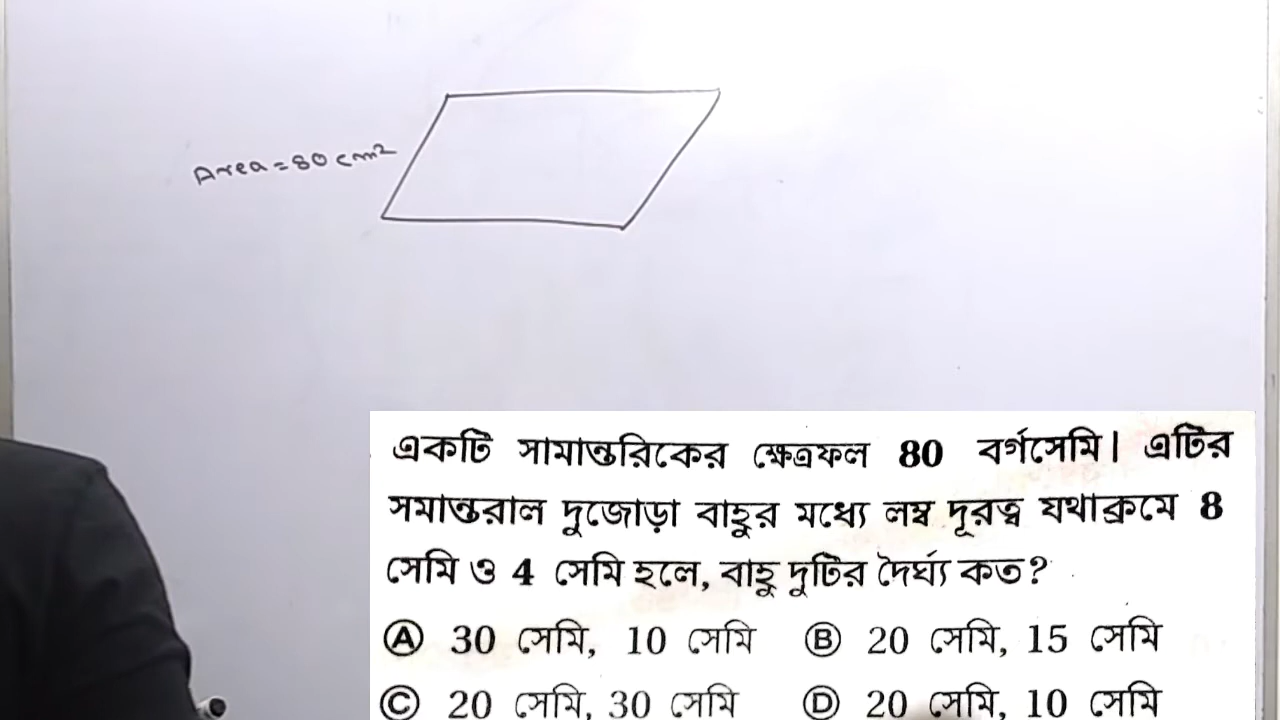 Area = 80 cm²
একটি সামান্তরিকের ক্ষেত্রফল 80 বর্গসেমি। এটির
সমান্তরাল দুজোড়া বাহুর মধ্যে লম্ব দূরত্ব যথাক্রমে 8
সেমি ও 4 সেমি হলে, বাহু দুটির দৈর্ঘ্য কত?
Ⓐ 30 সেমি, 10 সেমি Ⓑ 20 সেমি, 15 সেমি
Ⓒ 20 সেমি, 30 সেমি Ⓓ 20 সেমি, 10 সেমি